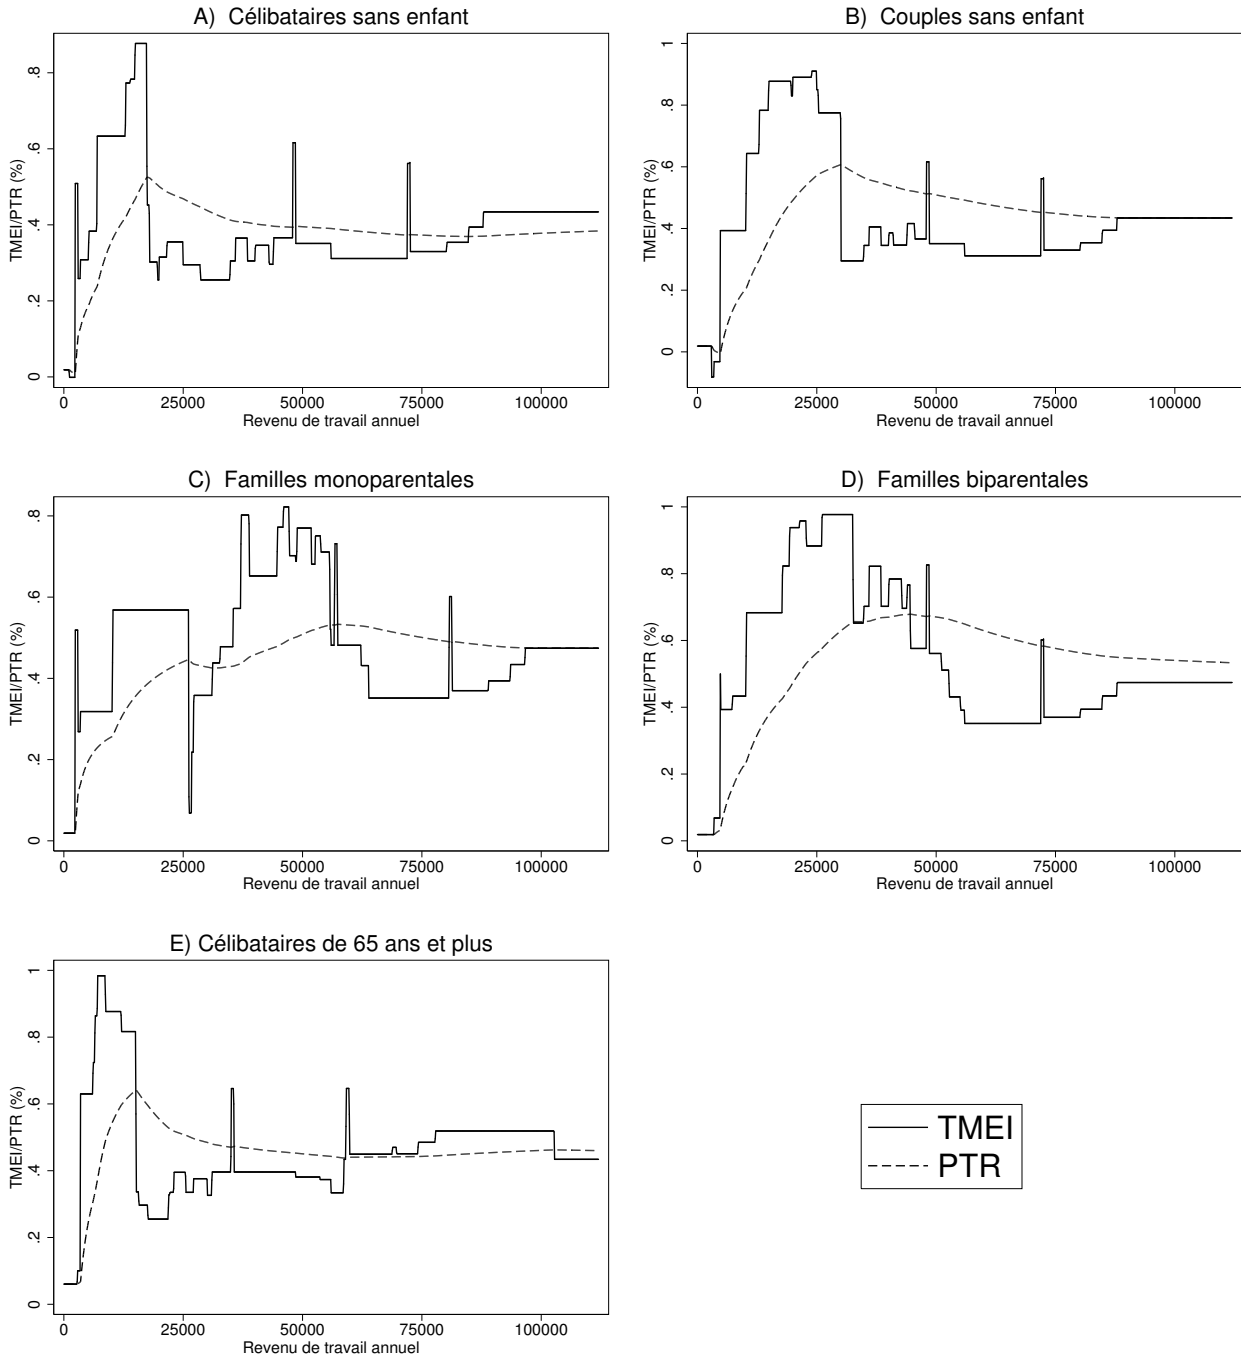 A) Célibataires sans enfant
TMEI/PTR (%)
0 .2 .4 .6 .8
0 25000 50000 75000 100000
Revenu de travail annuel
B) Couples sans enfant
TMEI/PTR (%)
0 .2 .4 .6 .8 1
0 25000 50000 75000 100000
Revenu de travail annuel
C) Familles monoparentales
TMEI/PTR (%)
0 .2 .4 .6 .8
0 25000 50000 75000 100000
Revenu de travail annuel
D) Familles biparentales
TMEI/PTR (%)
0 .2 .4 .6 .8 1
0 25000 50000 75000 100000
Revenu de travail annuel
E) Célibataires de 65 ans et plus
TMEI/PTR (%)
0 .2 .4 .6 .8 1
0 25000 50000 75000 100000
Revenu de travail annuel
TMEI
PTR